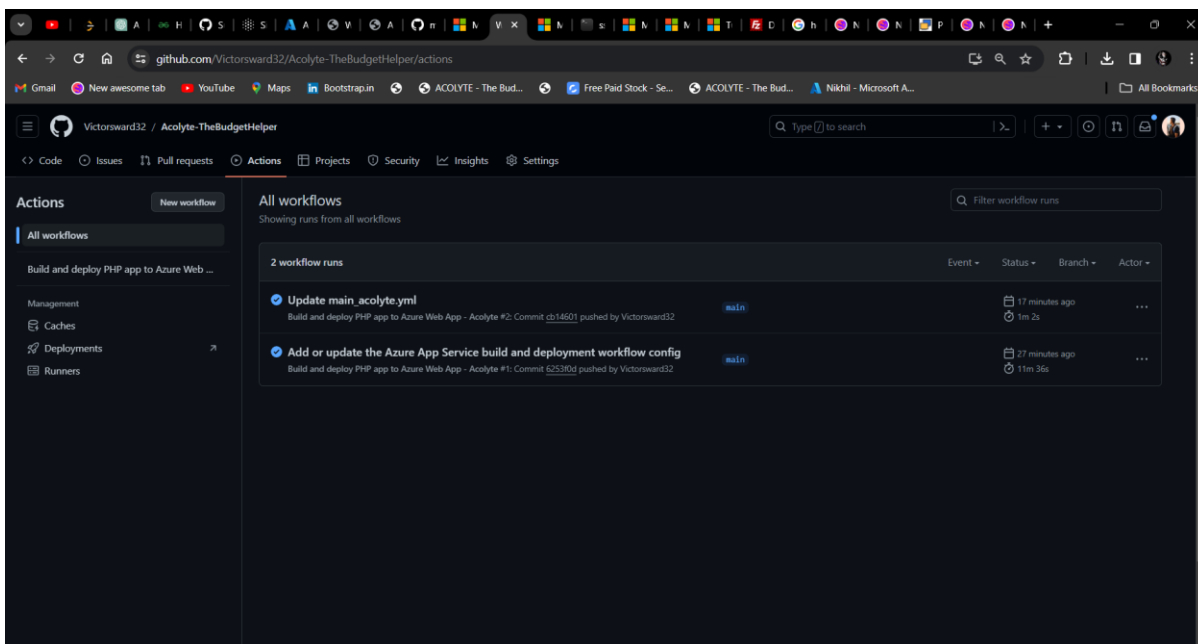 A
H
S
S
A
V
A
n
N
V
N
s
N
N
T
D
h
N
N
P
N
N
github.com/Victorsward32/Acolyte-TheBudgetHelper/actions
Gmail New awesome tab YouTube Maps Bootstrap.in ACOLYTE - The Bud... Free Paid Stock - Se... ACOLYTE - The Bud... Nikhil - Microsoft A... All Bookmarks
Victorsward32 / Acolyte-TheBudgetHelper Type / to search
Code Issues Pull requests Actions Projects Security Insights Settings
Actions New workflow
All workflows
Build and deploy PHP app to Azure Web ...
Management
Caches
Deployments
Runners
All workflows
Showing runs from all workflows
Filter workflow runs
2 workflow runs Event Status Branch Actor
Update main_acolyte.yml main 17 minutes ago
Build and deploy PHP app to Azure Web App - Acolyte #2: Commit cb14601 pushed by Victorsward32 1m 2s
Add or update the Azure App Service build and deployment workflow config main 27 minutes ago
Build and deploy PHP app to Azure Web App - Acolyte #1: Commit 6253f0d pushed by Victorsward32 11m 36s